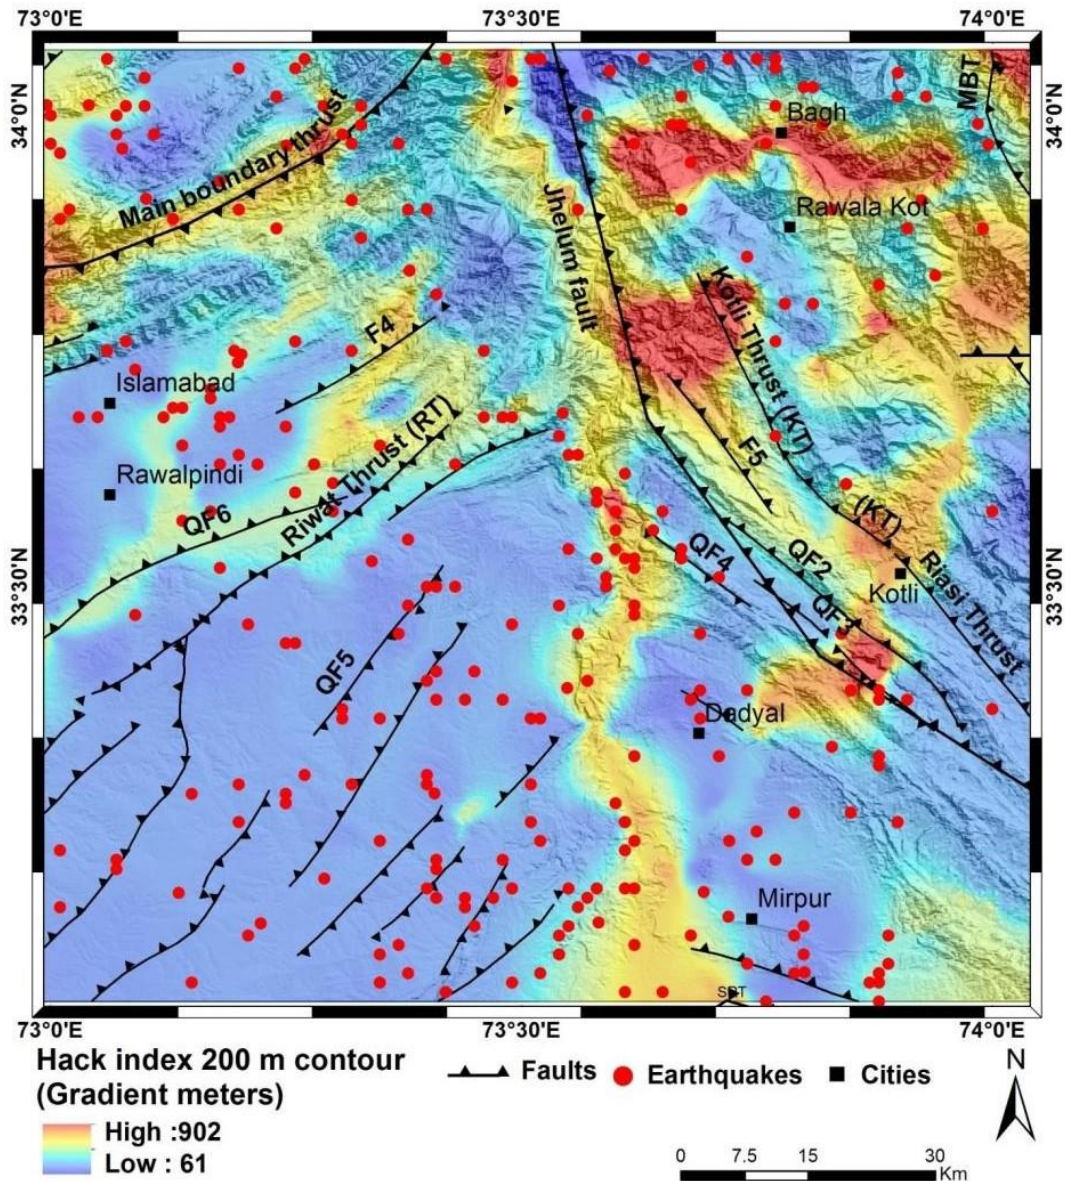 73°0'E 73°30'E 74°0'E
34°0'N
34°0'N
MBT
Bagh
Main boundary thrust
Rawala Kot
Jhelum fault
Kotli Thrust (KT)
F4
Islamabad
Riwat Thrust (RT)
F5
Rawalpindi
QF6
(KT)
QF4
QF2
Riasi Thrust
33°30'N
33°30'N
Kotli
QF5
Dadyal
Mirpur
73°0'E 73°30'E 74°0'E
Hack index 200 m contour
(Gradient meters)
Faults Earthquakes Cities
N
High :902
Low : 61
0 7.5 15 30
Km